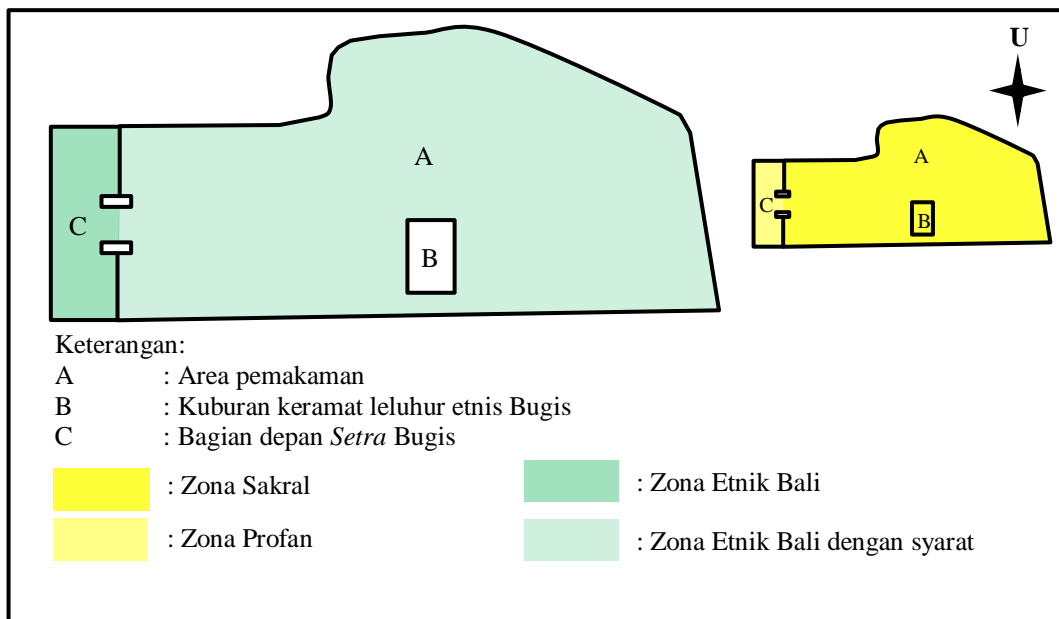 U
A
C
B
A
C
B
Keterangan:
A : Area pemakaman
B : Kuburan keramat leluhur etnis Bugis
C : Bagian depan Setra Bugis
: Zona Sakral
: Zona Etnik Bali
: Zona Profan
: Zona Etnik Bali dengan syarat